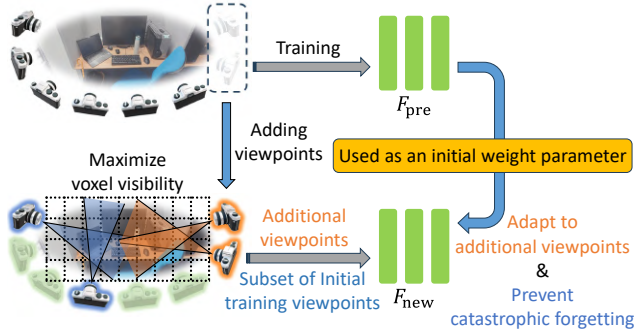 Training
F_pre
Adding
viewpoints
Used as an initial weight parameter
Maximize
voxel visibility
Additional
viewpoints
Subset of Initial
training viewpoints
F_new
Adapt to
additional viewpoints
&
Prevent
catastrophic forgetting